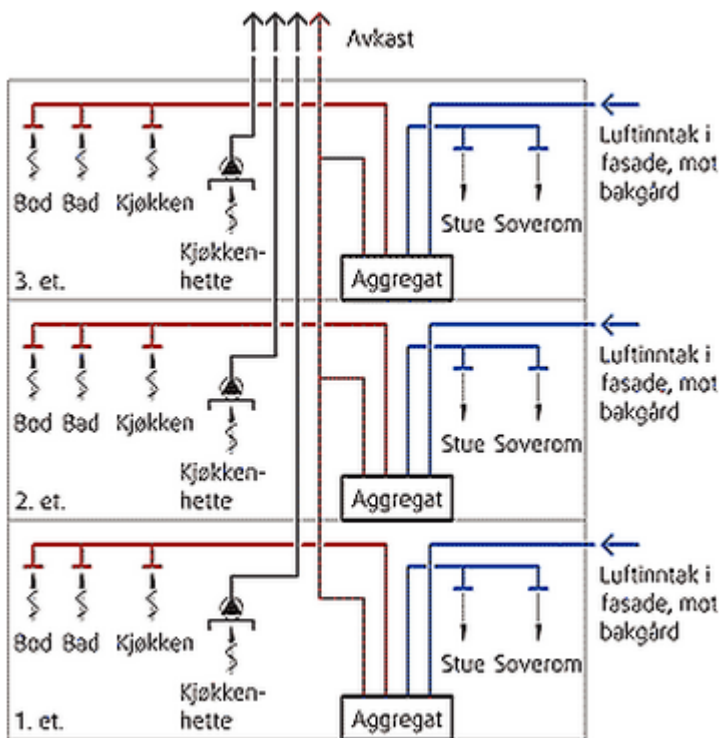 Avkast
Luftinntak i
fasade, mot
bakgård
Bod Bad Kjøkken
Stue Soverom
Kjøkken-
hette
3. et.
Aggregat
Luftinntak i
fasade, mot
bakgård
Bod Bad Kjøkken
Stue Soverom
Kjøkken-
hette
2. et.
Aggregat
Luftinntak i
fasade, mot
bakgård
Bod Bad Kjøkken
Stue Soverom
Kjøkken-
hette
1. et.
Aggregat